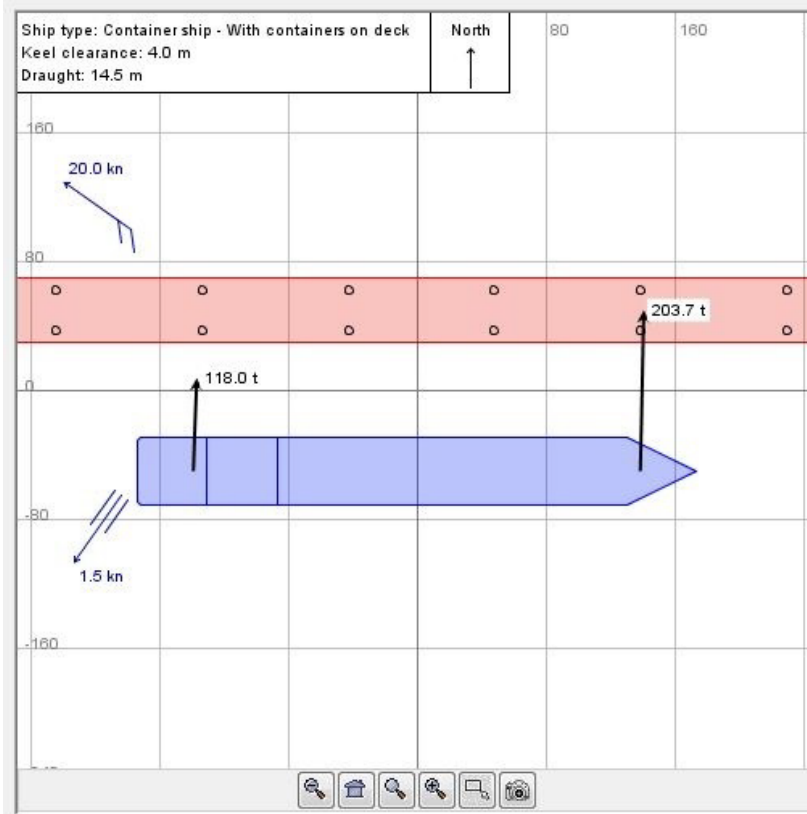 Ship type: Container ship - With containers on deck
Keel clearance: 4.0 m
Draught: 14.5 m
North
80
160
160
20.0 kn
80
203.7 t
118.0 t
0
-80
1.5 kn
-160